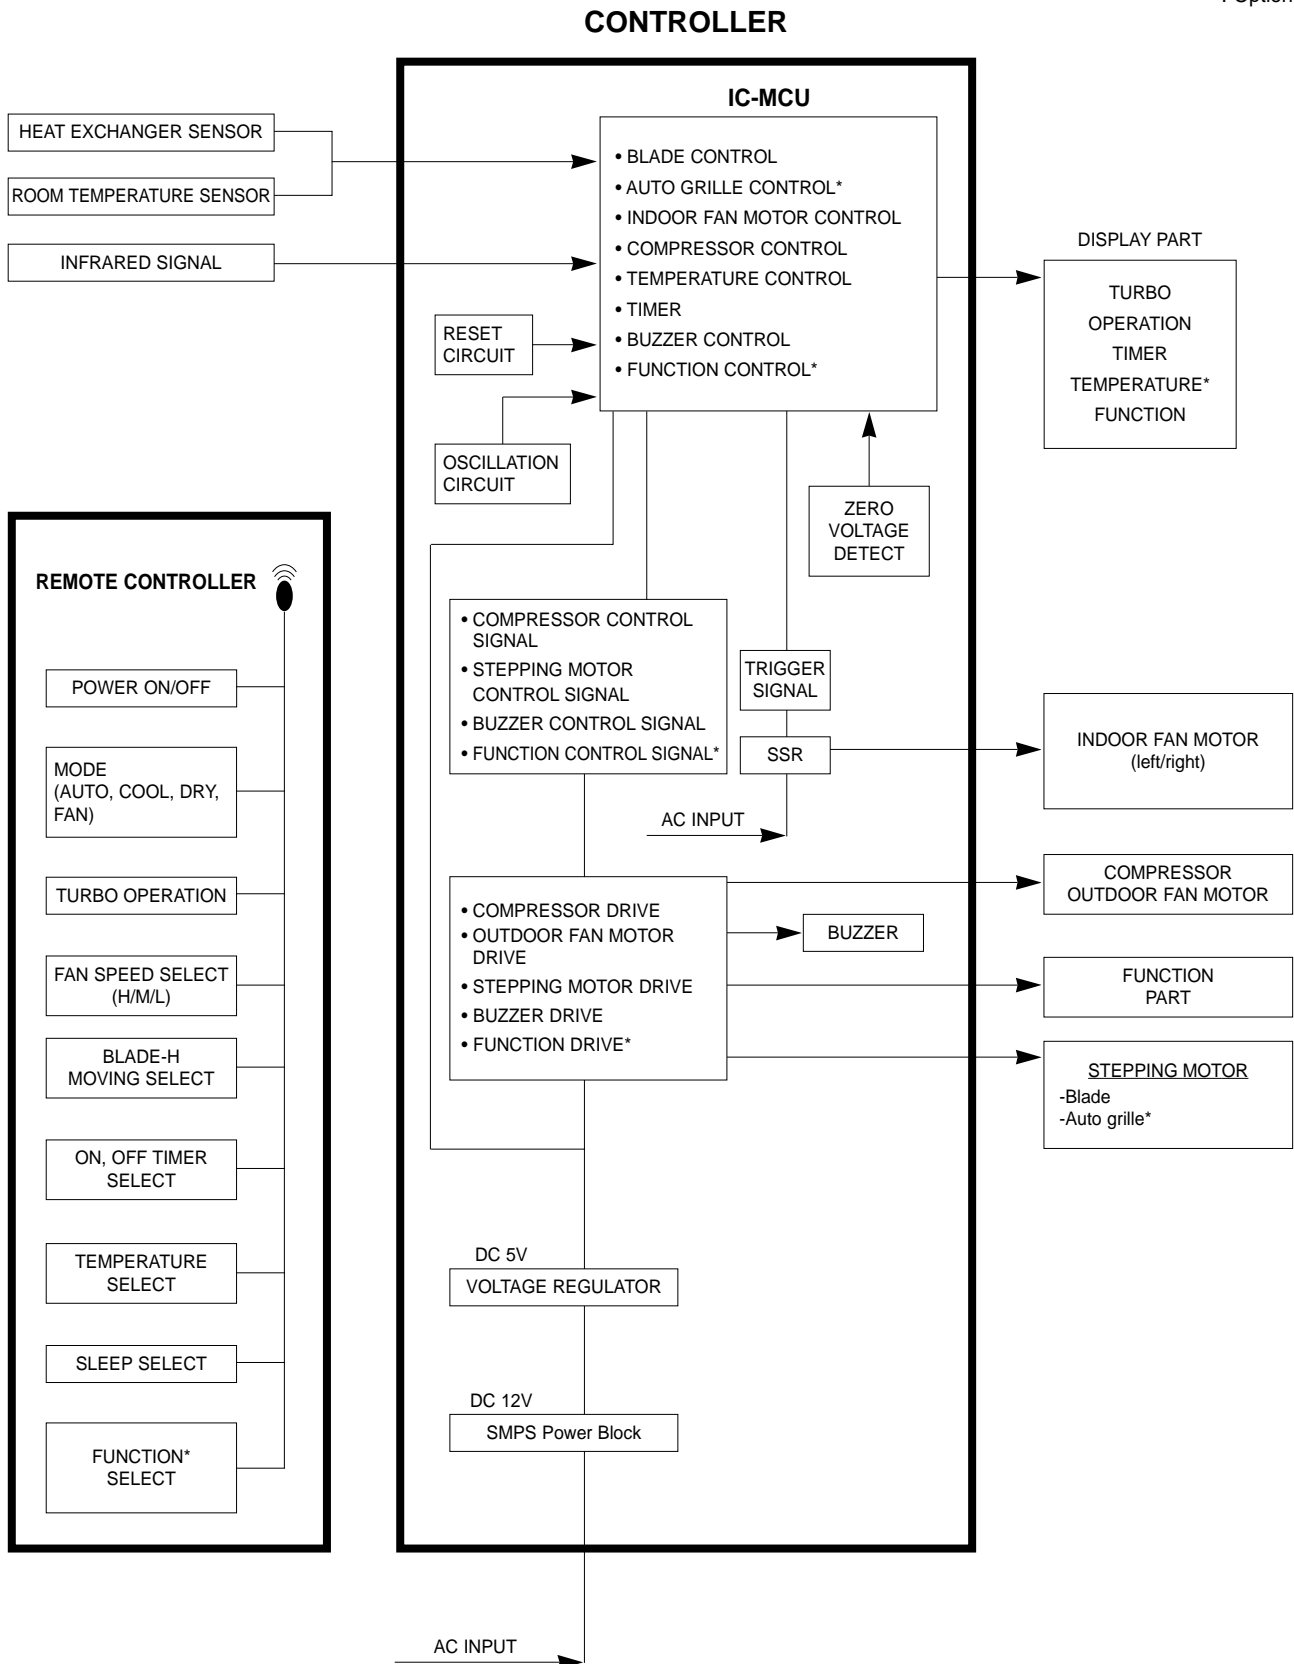 : Option
CONTROLLER
IC-MCU
HEAT EXCHANGER SENSOR
ROOM TEMPERATURE SENSOR
INFRARED SIGNAL
• BLADE CONTROL
• AUTO GRILLE CONTROL*
• INDOOR FAN MOTOR CONTROL
• COMPRESSOR CONTROL
• TEMPERATURE CONTROL
• TIMER
• BUZZER CONTROL
• FUNCTION CONTROL*
DISPLAY PART
TURBO
OPERATION
TIMER
TEMPERATURE*
FUNCTION
RESET
CIRCUIT
OSCILLATION
CIRCUIT
ZERO
VOLTAGE
DETECT
REMOTE CONTROLLER
POWER ON/OFF
MODE
(AUTO, COOL, DRY,
FAN)
TURBO OPERATION
FAN SPEED SELECT
(H/M/L)
BLADE-H
MOVING SELECT
ON, OFF TIMER
SELECT
TEMPERATURE
SELECT
SLEEP SELECT
FUNCTION*
SELECT
• COMPRESSOR CONTROL
SIGNAL
• STEPPING MOTOR
CONTROL SIGNAL
• BUZZER CONTROL SIGNAL
• FUNCTION CONTROL SIGNAL*
TRIGGER
SIGNAL
SSR
AC INPUT
INDOOR FAN MOTOR
(left/right)
• COMPRESSOR DRIVE
• OUTDOOR FAN MOTOR
DRIVE
• STEPPING MOTOR DRIVE
• BUZZER DRIVE
• FUNCTION DRIVE*
BUZZER
COMPRESSOR
OUTDOOR FAN MOTOR
FUNCTION
PART
STEPPING MOTOR
-Blade
-Auto grille*
DC 5V
VOLTAGE REGULATOR
DC 12V
SMPS Power Block
AC INPUT